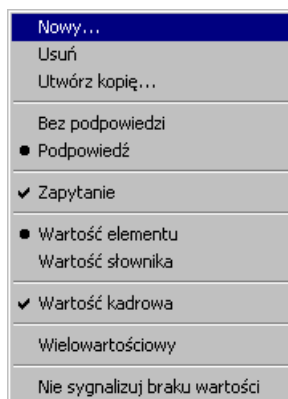 Nowy...
Usuń
Utwórz kopię...
Bez podpowiedzi
Podpowiedź
Zapytanie
Wartość elementu
Wartość słownika
Wartość kadrowa
Wielowartościowy
Nie sygnalizuj braku wartości